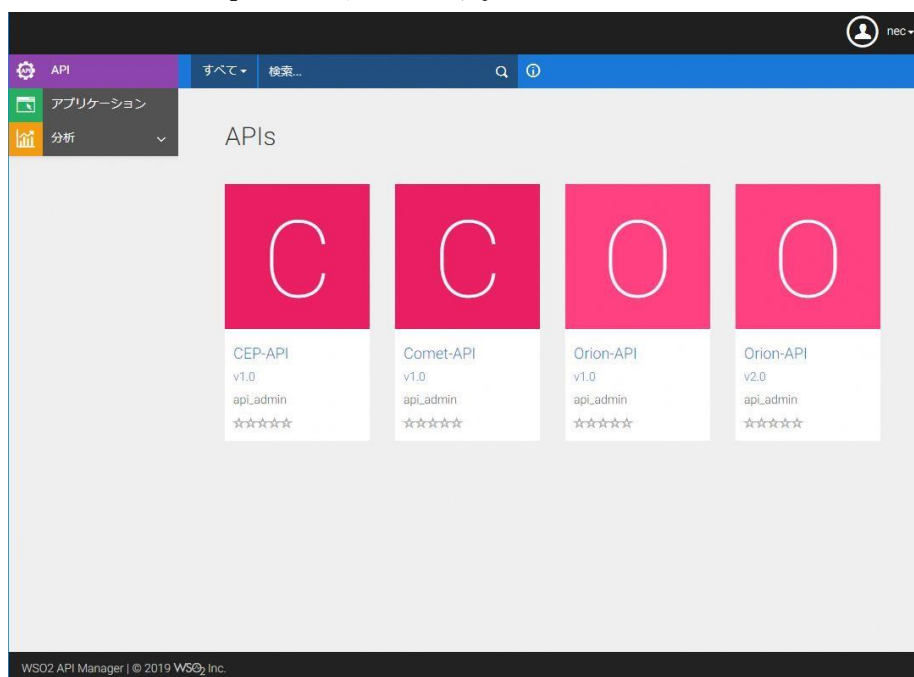 nec
API
すべて 検索...
アプリケーション
分析
APIs
C C O O
CEP-API Comet-API Orion-API Orion-API
v1.0 v1.0 v1.0 v2.0
api_admin api_admin api_admin api_admin
WSO2 API Manager | © 2019 WSO2 Inc.